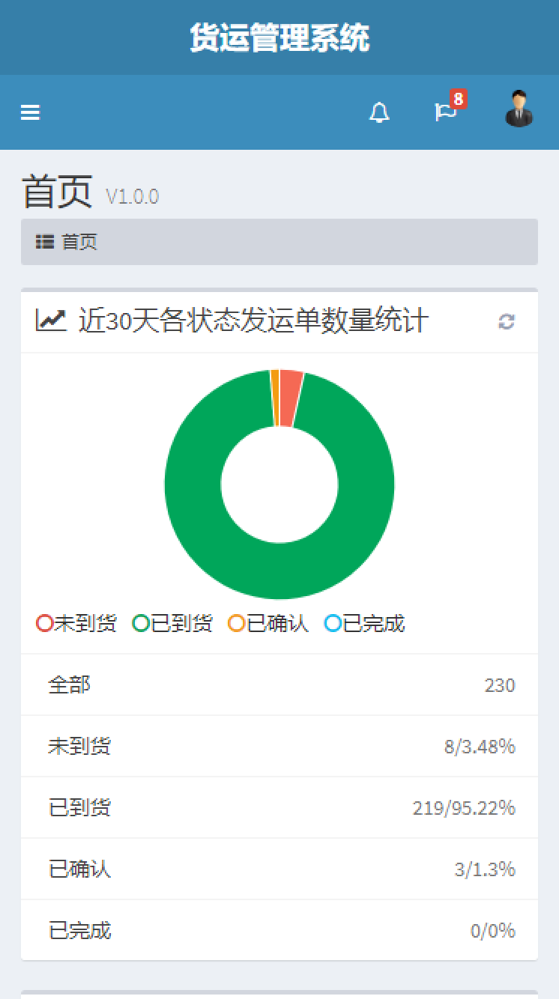 货运管理系统
8
首页 V1.0.0
首页
近30天各状态发运单数量统计
未到货 已到货 已确认 已完成
全部 230
未到货 8/3.48%
已到货 219/95.22%
已确认 3/1.3%
已完成 0/0%